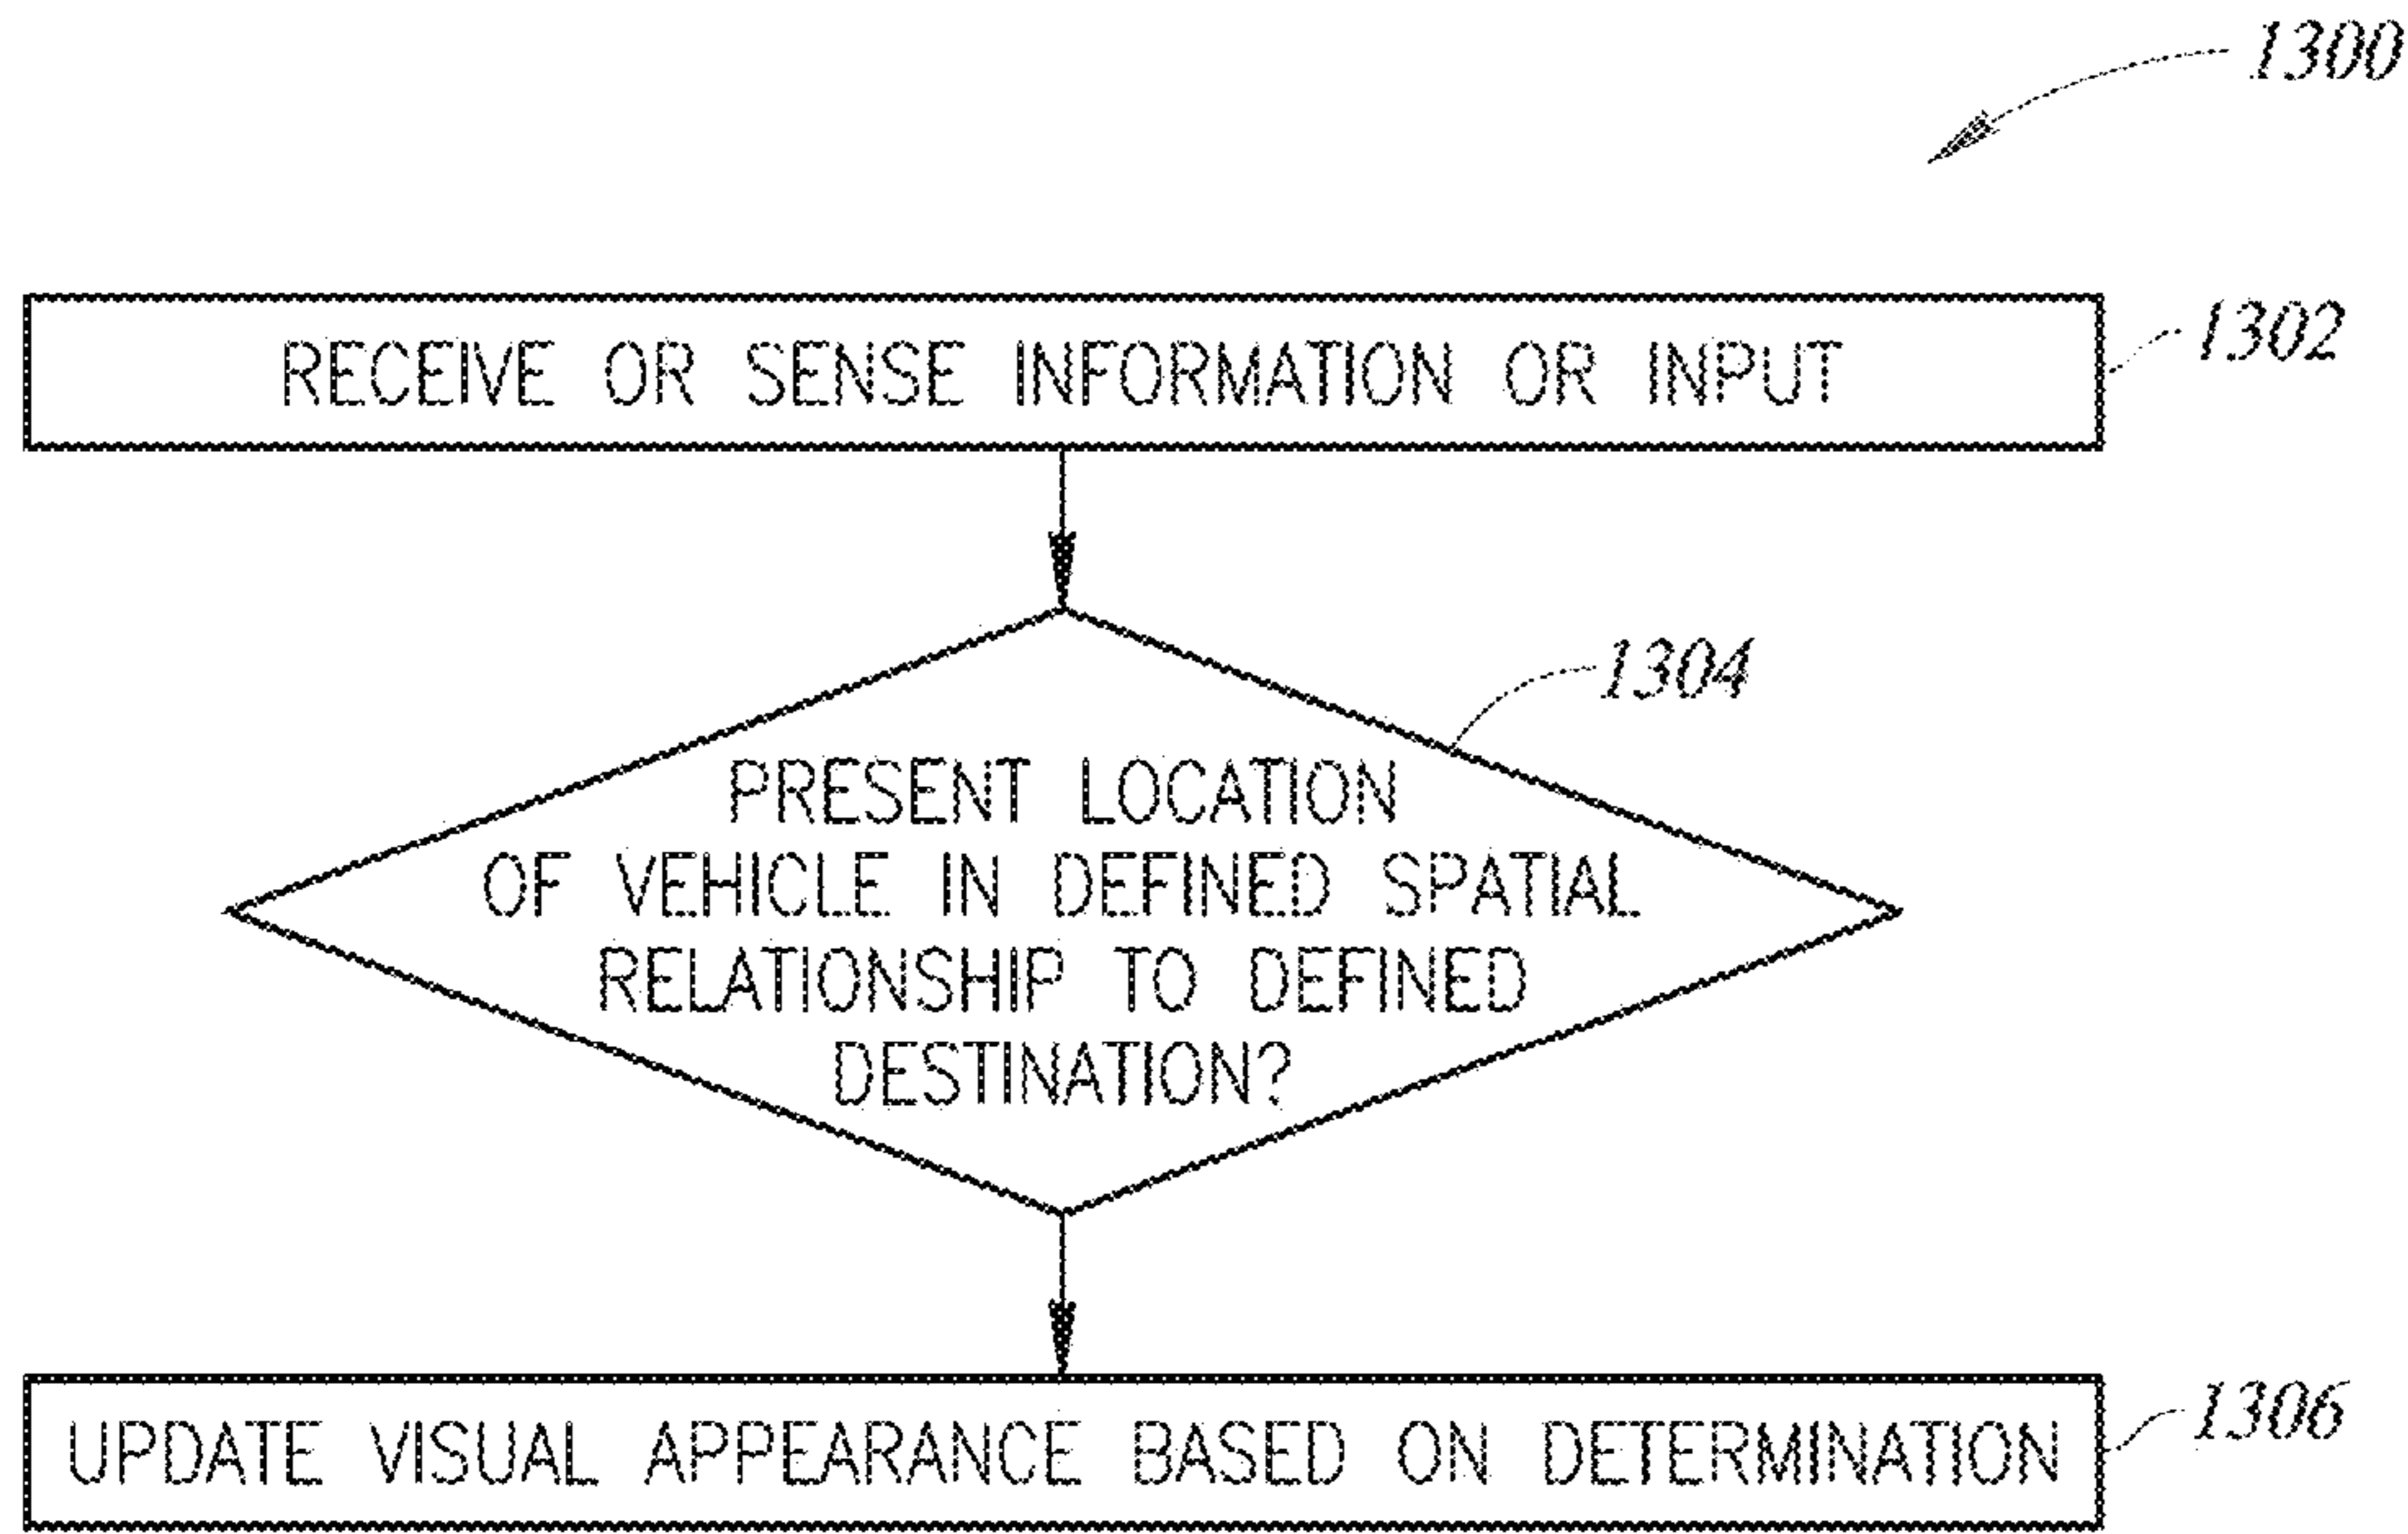 1300
RECEIVE OR SENSE INFORMATION OR INPUT
1302
1304
PRESENT LOCATION
OF VEHICLE IN DEFINED SPATIAL
RELATIONSHIP TO DEFINED
DESTINATION?
UPDATE VISUAL APPEARANCE BASED ON DETERMINATION
1306